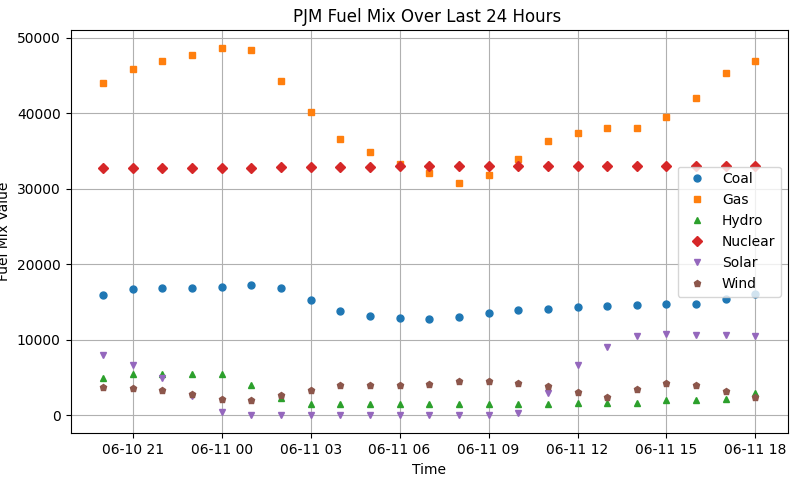 PJM Fuel Mix Over Last 24 Hours
50000
40000
30000
20000
10000
0
Fuel Mix Value
Coal
Gas
Hydro
Nuclear
Solar
Wind
06-10 21 06-11 00 06-11 03 06-11 06 06-11 09 06-11 12 06-11 15 06-11 18
Time